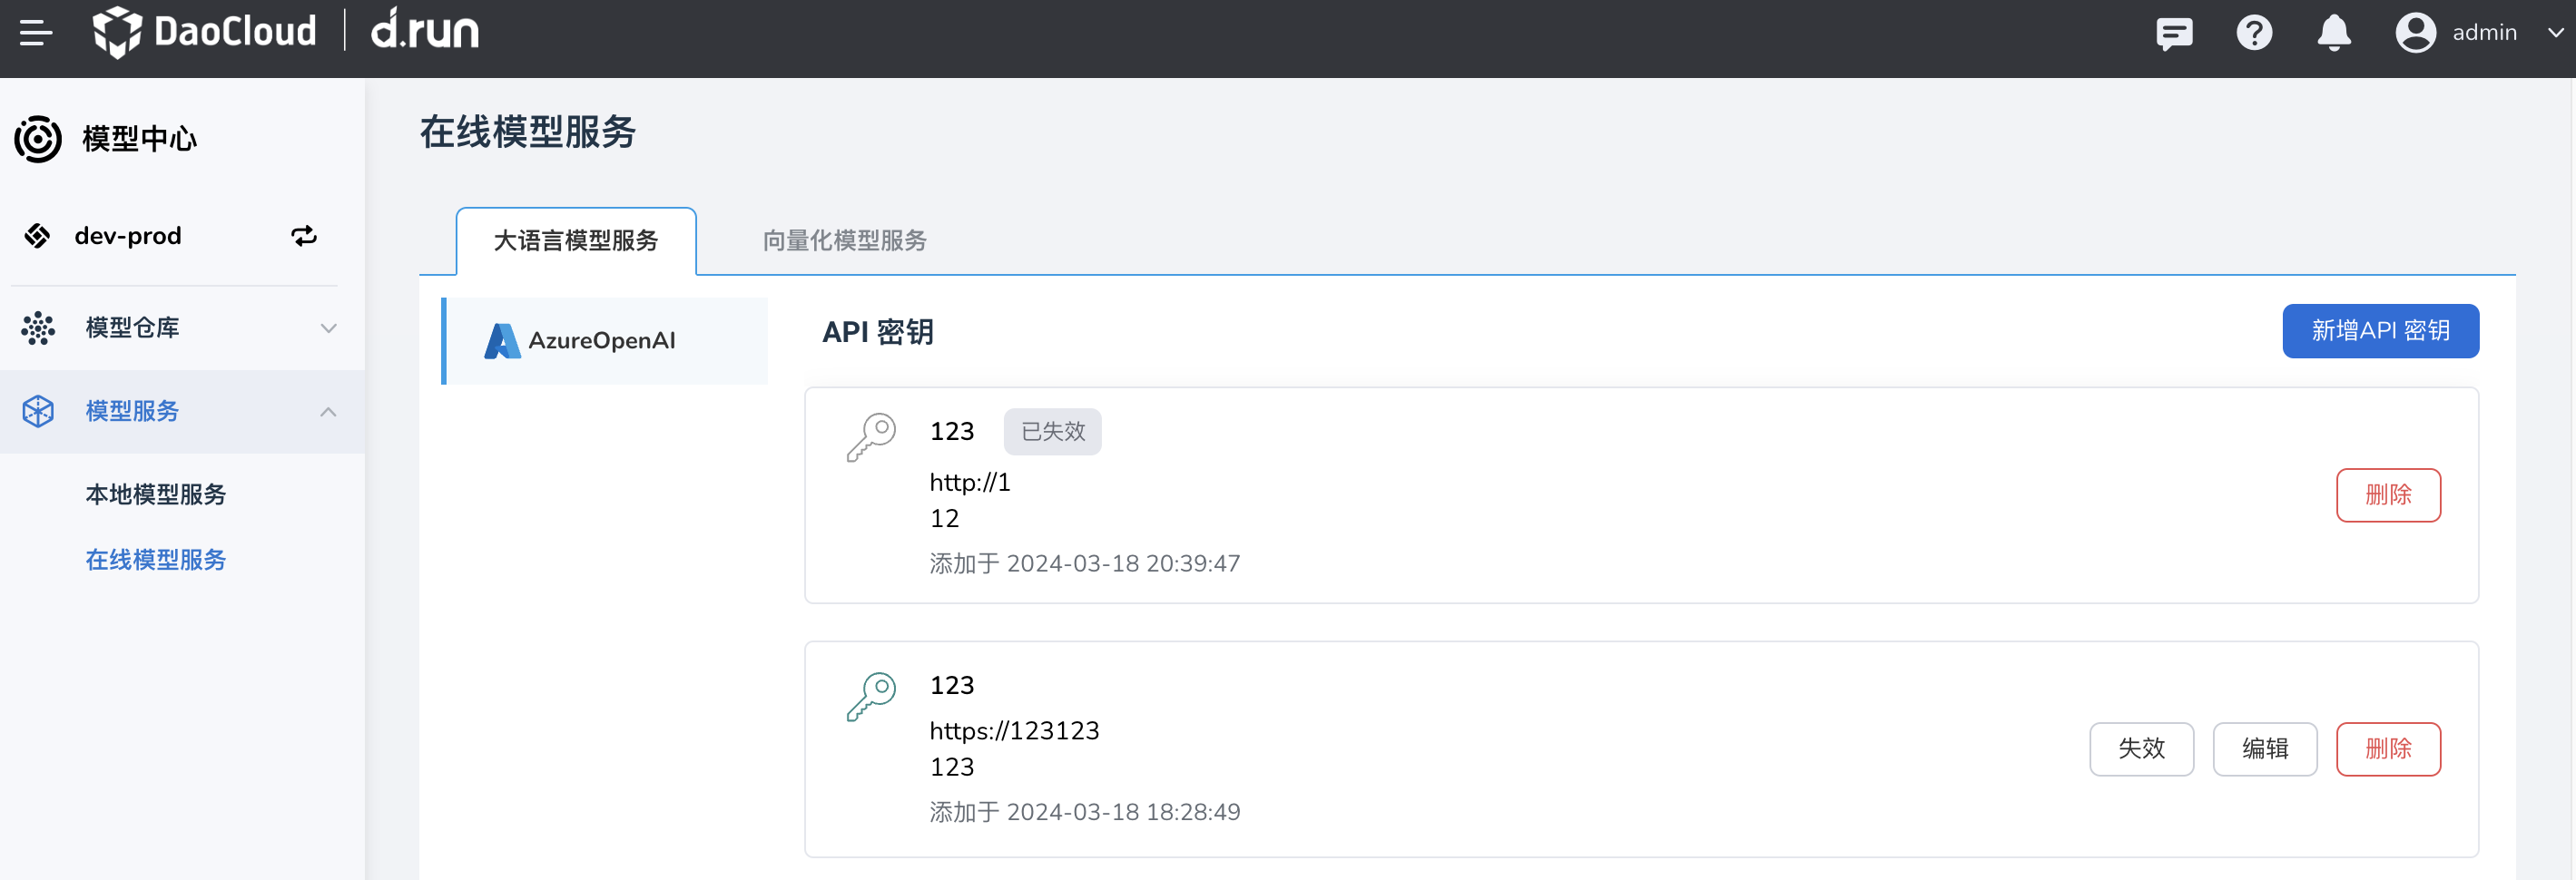 DaoCloud | d.run
admin
模型中心
dev-prod
模型仓库
模型服务
本地模型服务
在线模型服务
在线模型服务
大语言模型服务
向量化模型服务
AzureOpenAI
API 密钥
新增API 密钥
123
已失效
http://1
12
添加于 2024-03-18 20:39:47
删除
123
https://123123
123
添加于 2024-03-18 18:28:49
失效
编辑
删除